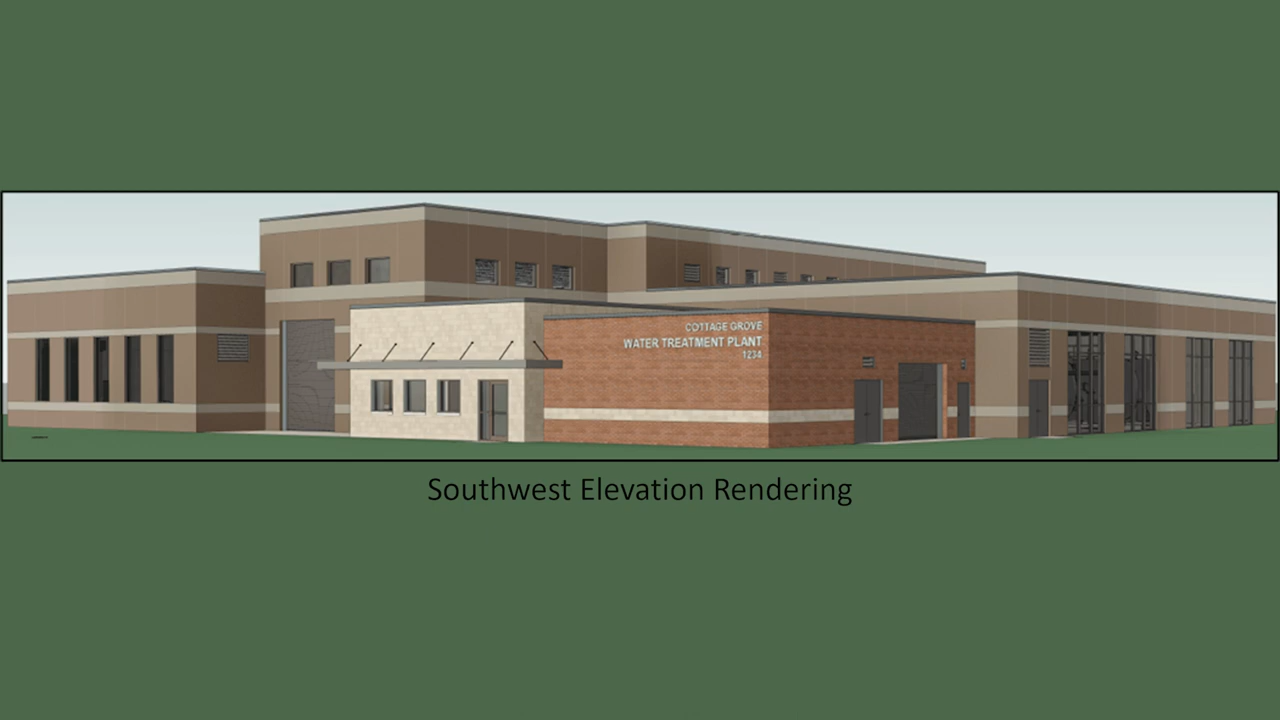 COTTAGE GROVE
WATER TREATMENT PLANT
1234
Southwest Elevation Rendering